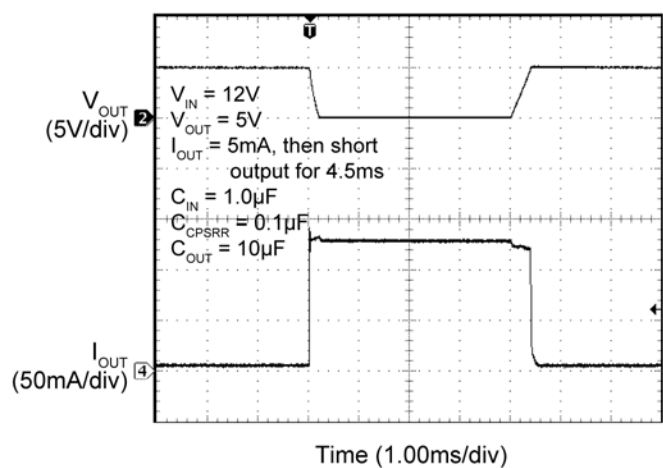 T
V_OUT
(5V/div)
2
V_IN = 12V
V_OUT = 5V
I_OUT = 5mA, then short
output for 4.5ms
C_IN = 1.0µF
C_CPSRR = 0.1µF
C_OUT = 10µF
I_OUT
(50mA/div)
4
Time (1.00ms/div)